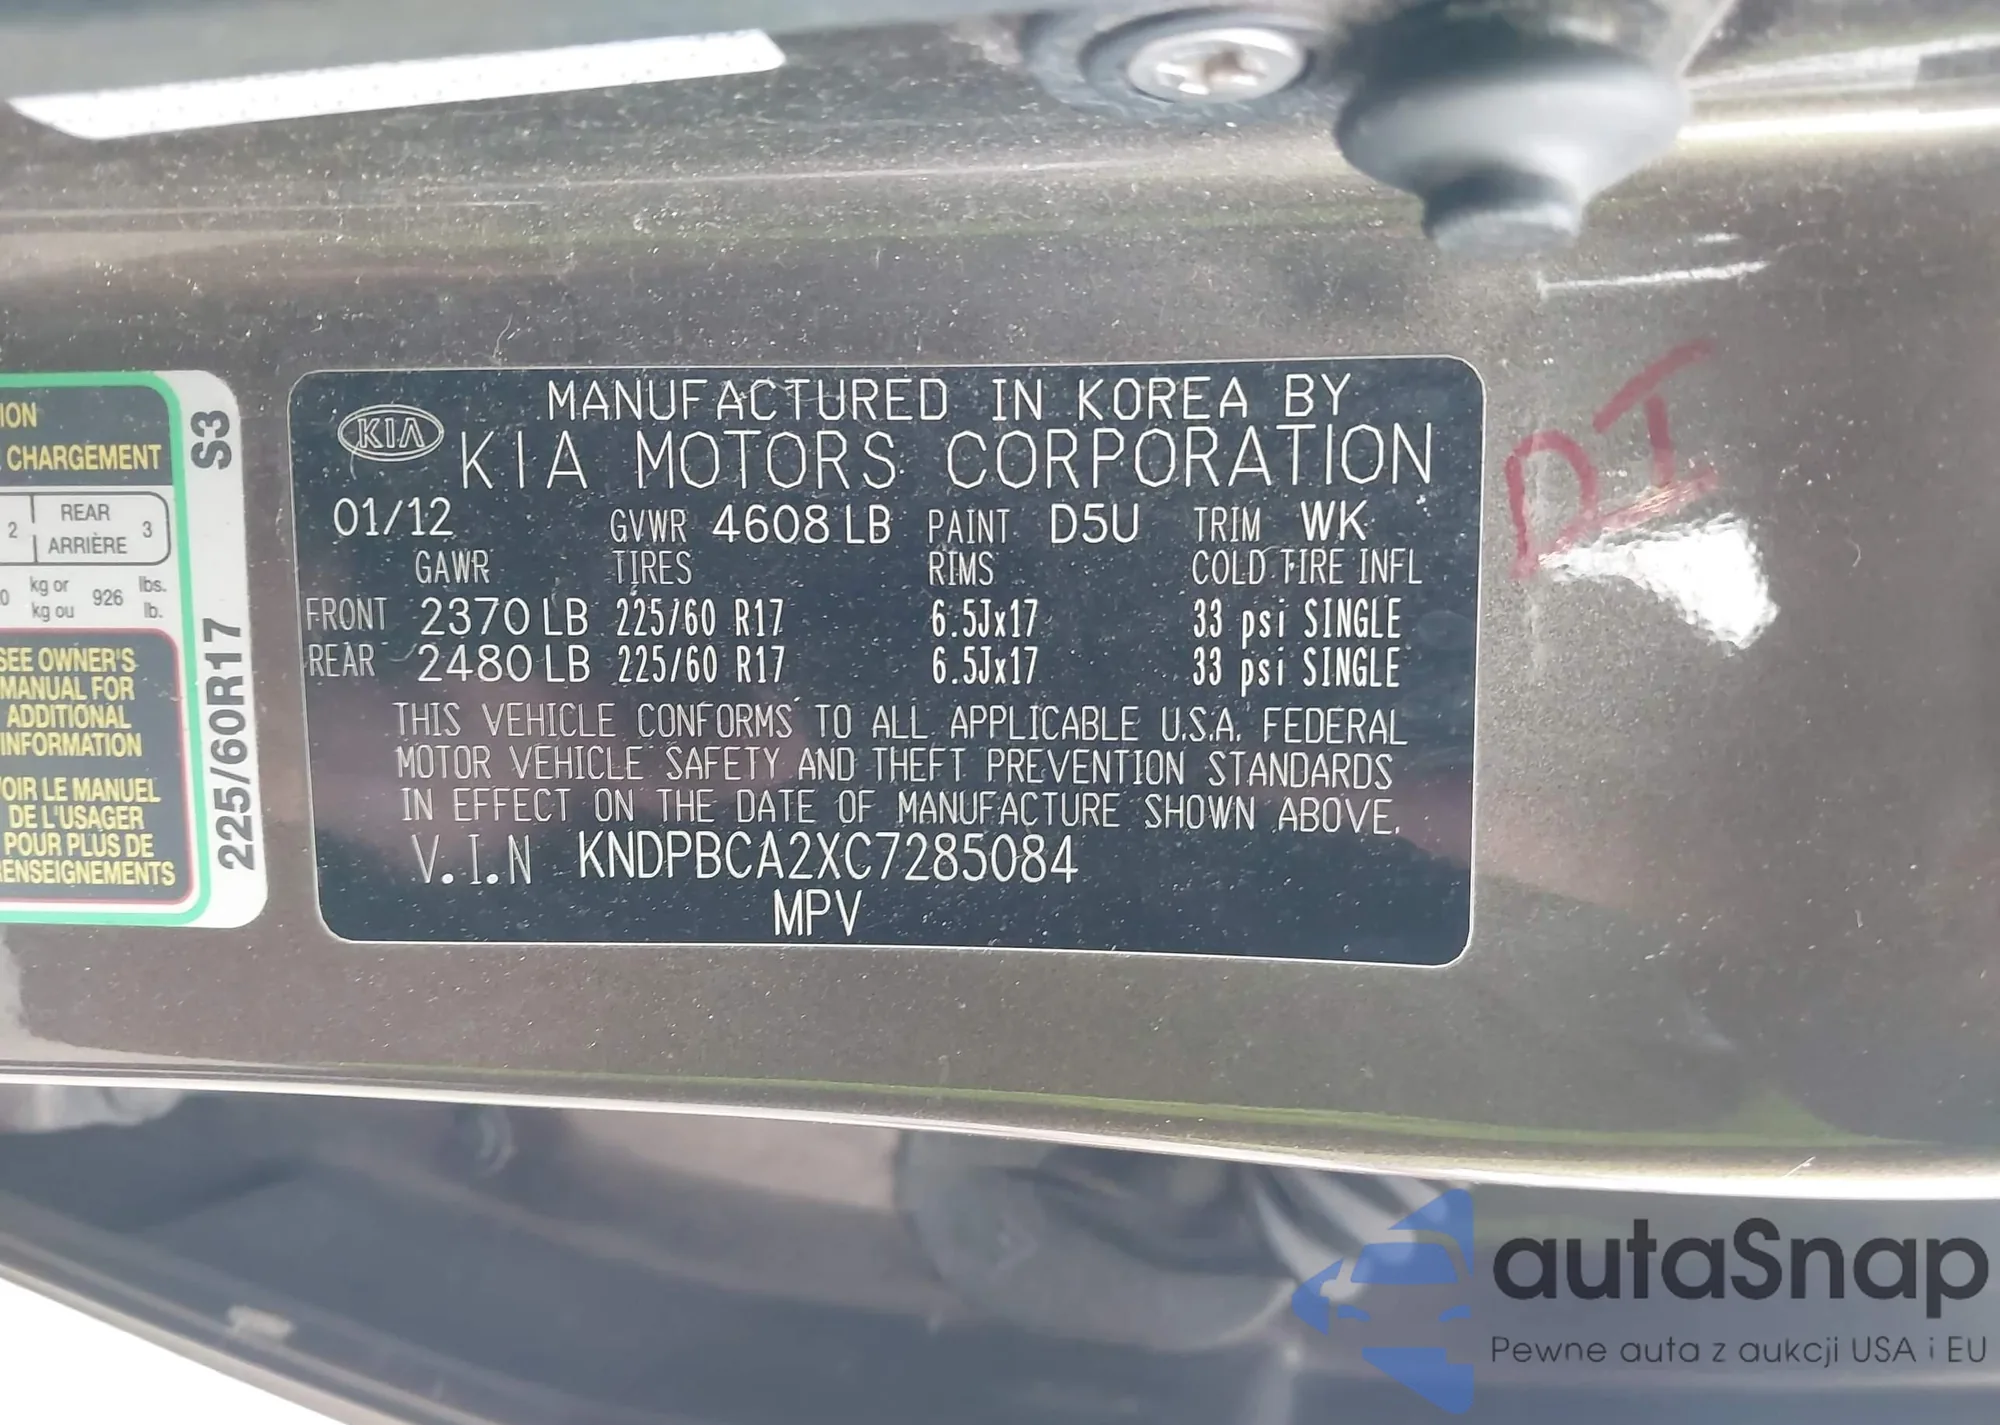 ION
CHARGEMENT
2 REAR 3
ARRIÈRE
kg or 926 lbs.
kg ou lb.
SEE OWNER'S
MANUAL FOR
ADDITIONAL
INFORMATION
OIR LE MANUEL
DE L'USAGER
POUR PLUS DE
ENSEIGNEMENTS
225/60R17 S3
KIA
MANUFACTURED IN KOREA BY
KIA MOTORS CORPORATION
01/12 GVWR 4608 LB PAINT D5U TRIM WK
GAWR TIRES RIMS COLD TIRE INFL
FRONT 2370 LB 225/60 R17 6.5Jx17 33 psi SINGLE
REAR 2480 LB 225/60 R17 6.5Jx17 33 psi SINGLE
THIS VEHICLE CONFORMS TO ALL APPLICABLE U.S.A. FEDERAL
MOTOR VEHICLE SAFETY AND THEFT PREVENTION STANDARDS
IN EFFECT ON THE DATE OF MANUFACTURE SHOWN ABOVE.
V.I.N KNDPBCA2XC7285084
MPV
DI
autaSnap
Pewne auta z aukcji USA i EU